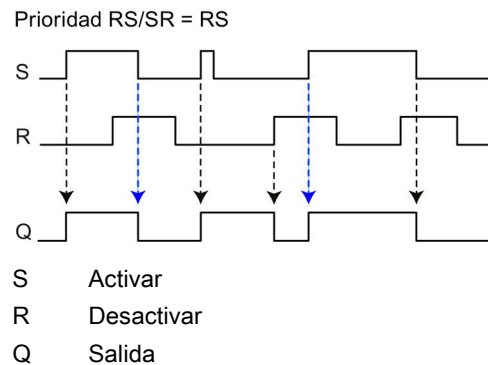 Prioridad RS/SR = RS
S
R
Q
S Activar
R Desactivar
Q Salida